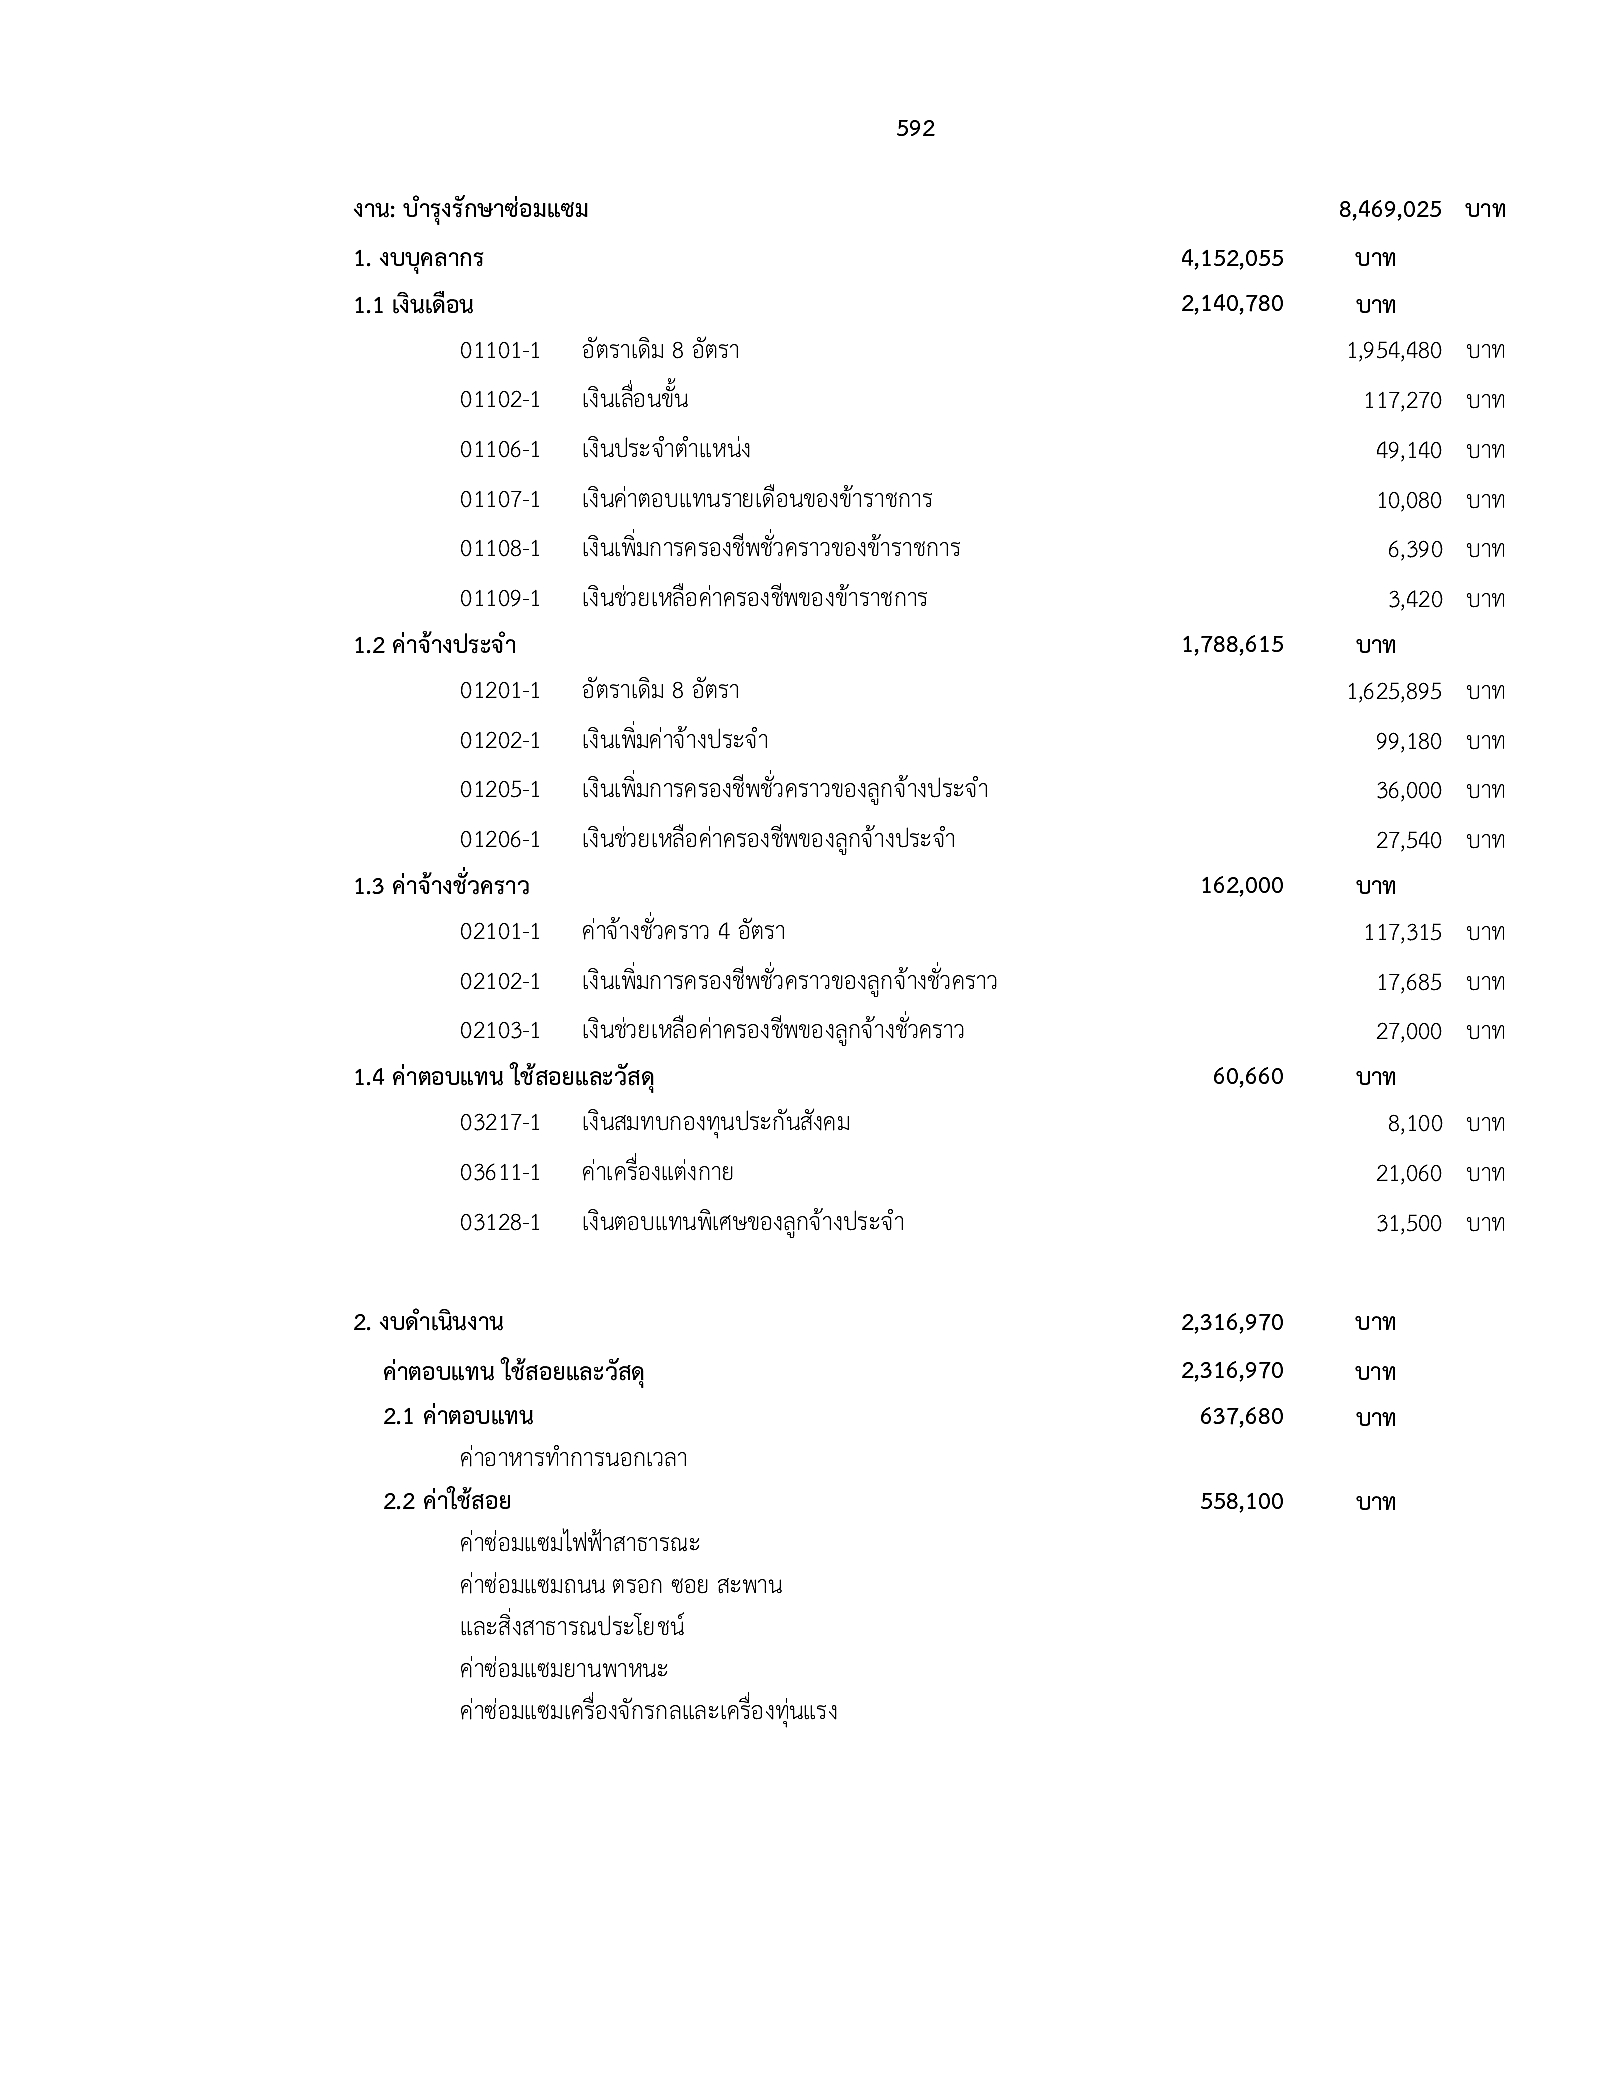 592
งาน: บำรุงรักษาซ่อมแซม 8,469,025 บาท
1. งบบุคลากร 4,152,055 บาท
1.1 เงินเดือน 2,140,780 บาท
01101-1 อัตราเดิม 8 อัตรา 1,954,480 บาท
01102-1 เงินเลื่อนขั้น 117,270 บาท
01106-1 เงินประจำตำแหน่ง 49,140 บาท
01107-1 เงินค่าตอบแทนรายเดือนของข้าราชการ 10,080 บาท
01108-1 เงินเพิ่มการครองชีพชั่วคราวของข้าราชการ 6,390 บาท
01109-1 เงินช่วยเหลือค่าครองชีพของข้าราชการ 3,420 บาท
1.2 ค่าจ้างประจำ 1,788,615 บาท
01201-1 อัตราเดิม 8 อัตรา 1,625,895 บาท
01202-1 เงินเพิ่มค่าจ้างประจำ 99,180 บาท
01205-1 เงินเพิ่มการครองชีพชั่วคราวของลูกจ้างประจำ 36,000 บาท
01206-1 เงินช่วยเหลือค่าครองชีพของลูกจ้างประจำ 27,540 บาท
1.3 ค่าจ้างชั่วคราว 162,000 บาท
02101-1 ค่าจ้างชั่วคราว 4 อัตรา 117,315 บาท
02102-1 เงินเพิ่มการครองชีพชั่วคราวของลูกจ้างชั่วคราว 17,685 บาท
02103-1 เงินช่วยเหลือค่าครองชีพของลูกจ้างชั่วคราว 27,000 บาท
1.4 ค่าตอบแทน ใช้สอยและวัสดุ 60,660 บาท
03217-1 เงินสมทบกองทุนประกันสังคม 8,100 บาท
03611-1 ค่าเครื่องแต่งกาย 21,060 บาท
03128-1 เงินตอบแทนพิเศษของลูกจ้างประจำ 31,500 บาท
2. งบดำเนินงาน 2,316,970 บาท
ค่าตอบแทน ใช้สอยและวัสดุ 2,316,970 บาท
2.1 ค่าตอบแทน 637,680 บาท
ค่าอาหารทำการนอกเวลา
2.2 ค่าใช้สอย 558,100 บาท
ค่าซ่อมแซมไฟฟ้าสาธารณะ
ค่าซ่อมแซมถนน ตรอก ซอย สะพาน
และสิ่งสาธารณประโยชน์
ค่าซ่อมแซมยานพาหนะ
ค่าซ่อมแซมเครื่องจักรกลและเครื่องทุ่นแรง